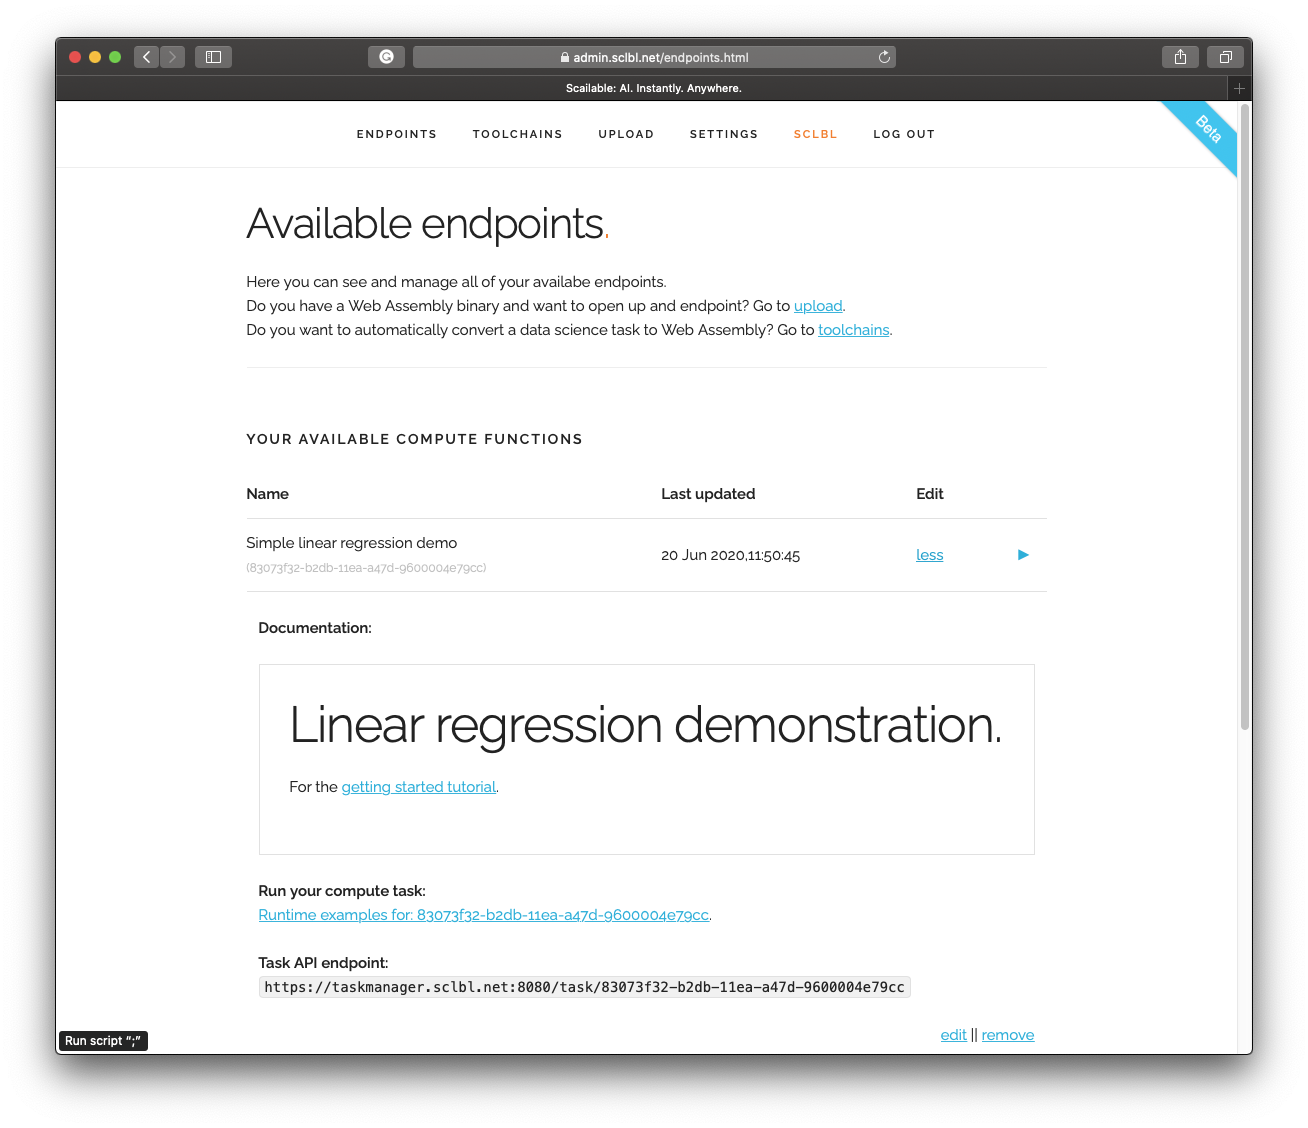 admin.sclbl.net/endpoints.html
Scailable: AI. Instantly. Anywhere.
ENDPOINTS TOOLCHAINS UPLOAD SETTINGS SCLBL LOG OUT
Beta
Available endpoints.
Here you can see and manage all of your availabe endpoints.
Do you have a Web Assembly binary and want to open up and endpoint? Go to upload.
Do you want to automatically convert a data science task to Web Assembly? Go to toolchains.
YOUR AVAILABLE COMPUTE FUNCTIONS
Name Last updated Edit
Simple linear regression demo
(83073f32-b2db-11ea-a47d-9600004e79cc)
20 Jun 2020,11:50:45 less
Documentation:
Linear regression demonstration.
For the getting started tutorial.
Run your compute task:
Runtime examples for: 83073f32-b2db-11ea-a47d-9600004e79cc.
Task API endpoint:
https://taskmanager.sclbl.net:8080/task/83073f32-b2db-11ea-a47d-9600004e79cc
edit || remove
Run script ";"